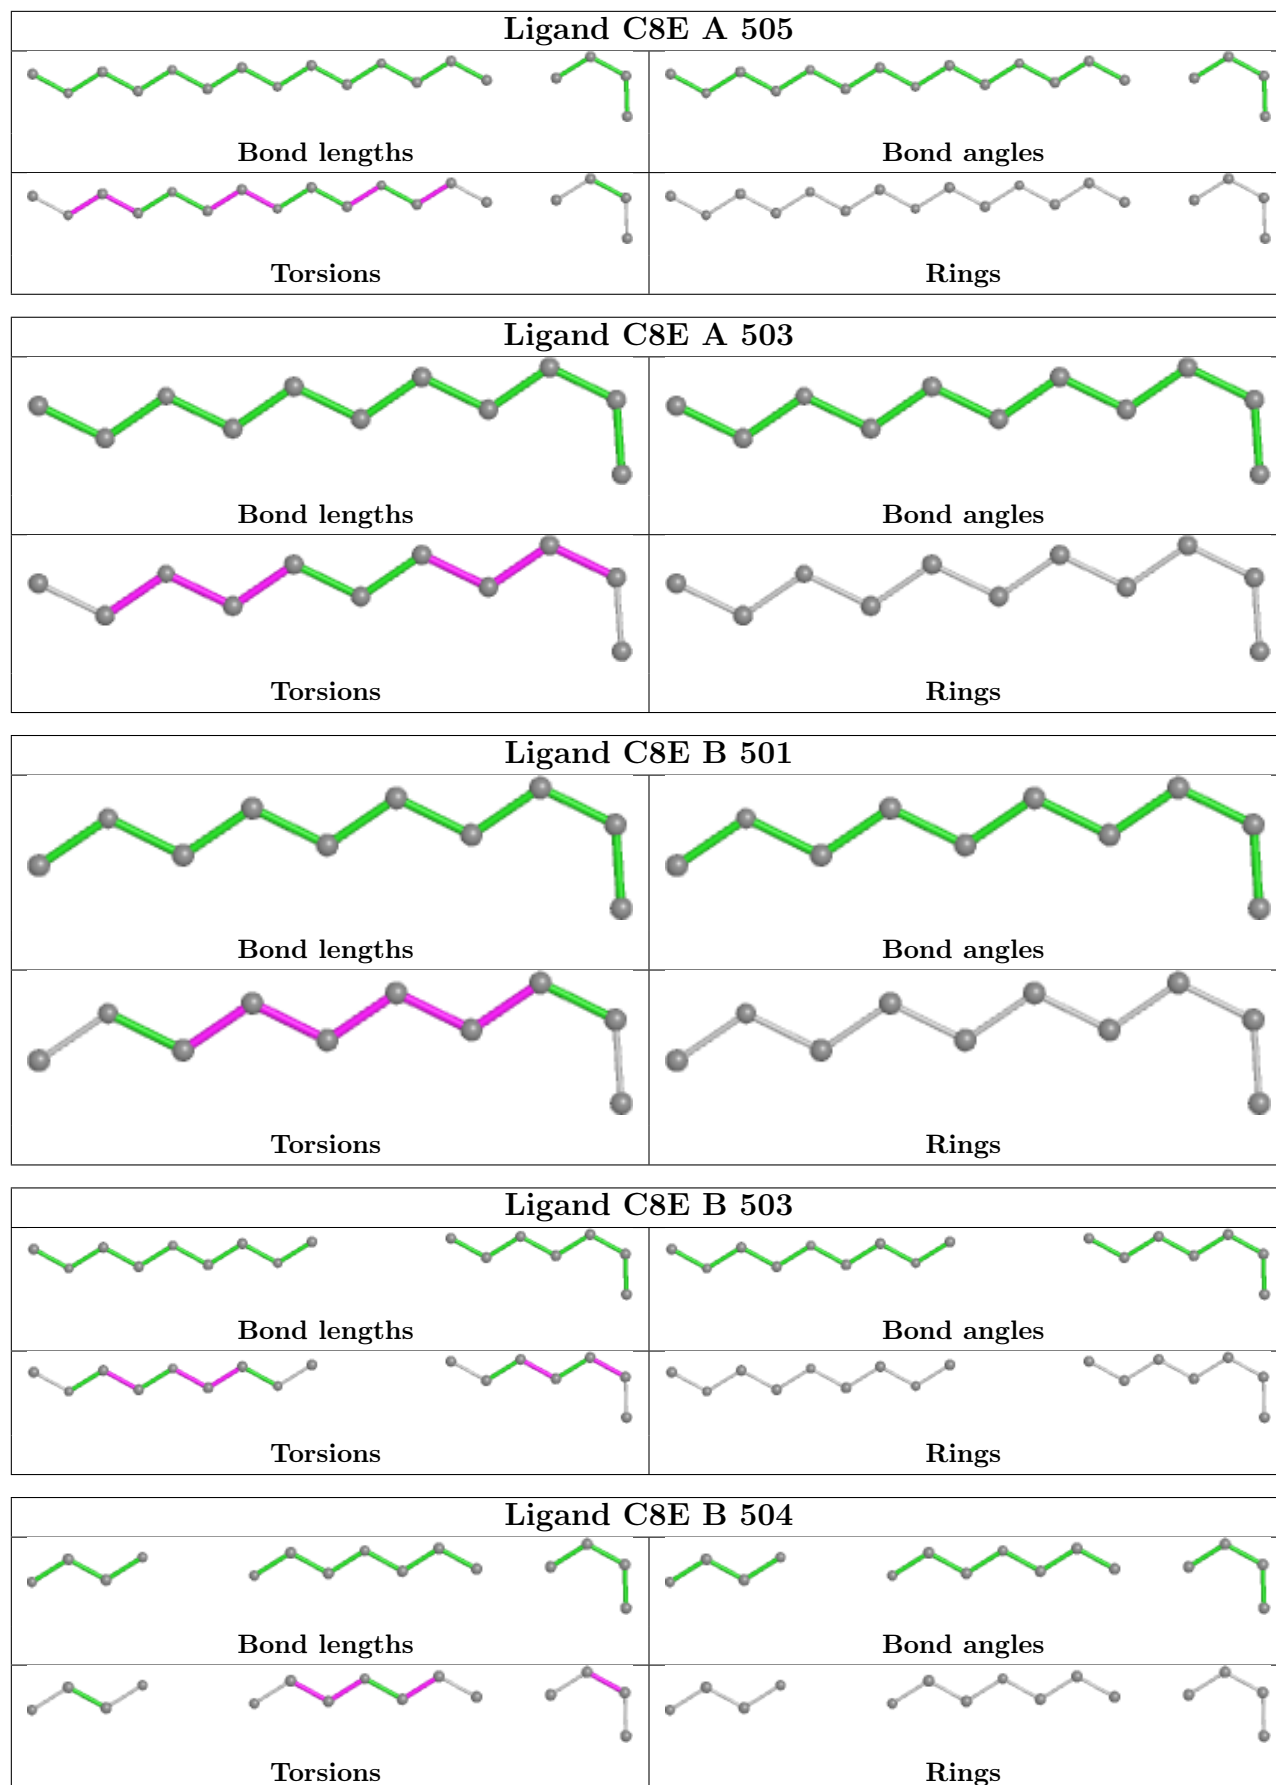 Ligand C8E A 505
Bond lengths
Bond angles
Torsions
Rings
Ligand C8E A 503
Bond lengths
Bond angles
Torsions
Rings
Ligand C8E B 501
Bond lengths
Bond angles
Torsions
Rings
Ligand C8E B 503
Bond lengths
Bond angles
Torsions
Rings
Ligand C8E B 504
Bond lengths
Bond angles
Torsions
Rings